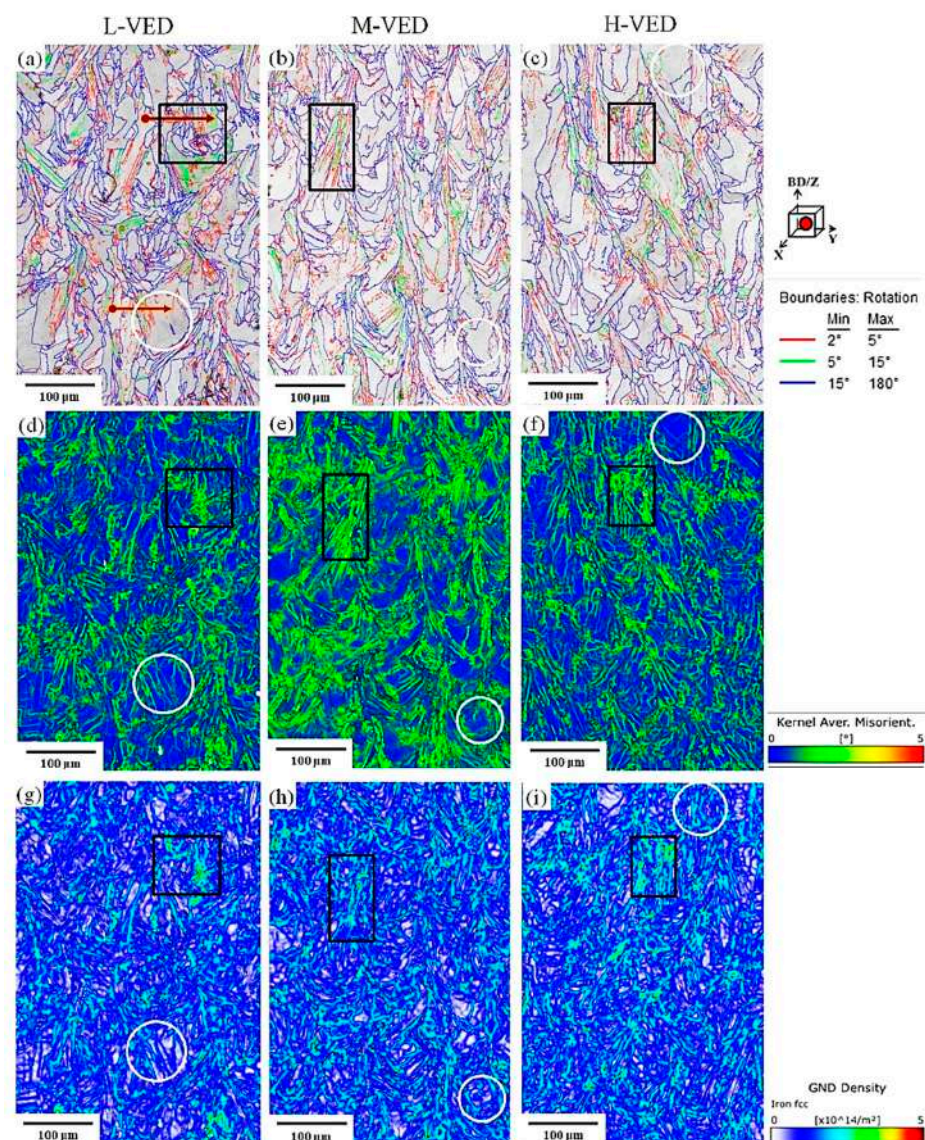 L-VED M-VED H-VED
(a) (b) (c)
BD/Z
X Y
Boundaries: Rotation
Min Max
2° 5°
5° 15°
15° 180°
100 µm 100 µm 100 µm
(d) (e) (f)
Kernel Aver. Misorient.
0 [°] 5
100 µm 100 µm 100 µm
(g) (h) (i)
GND Density
Iron fcc
0 [x10^14/m²] 5
100 µm 100 µm 100 µm